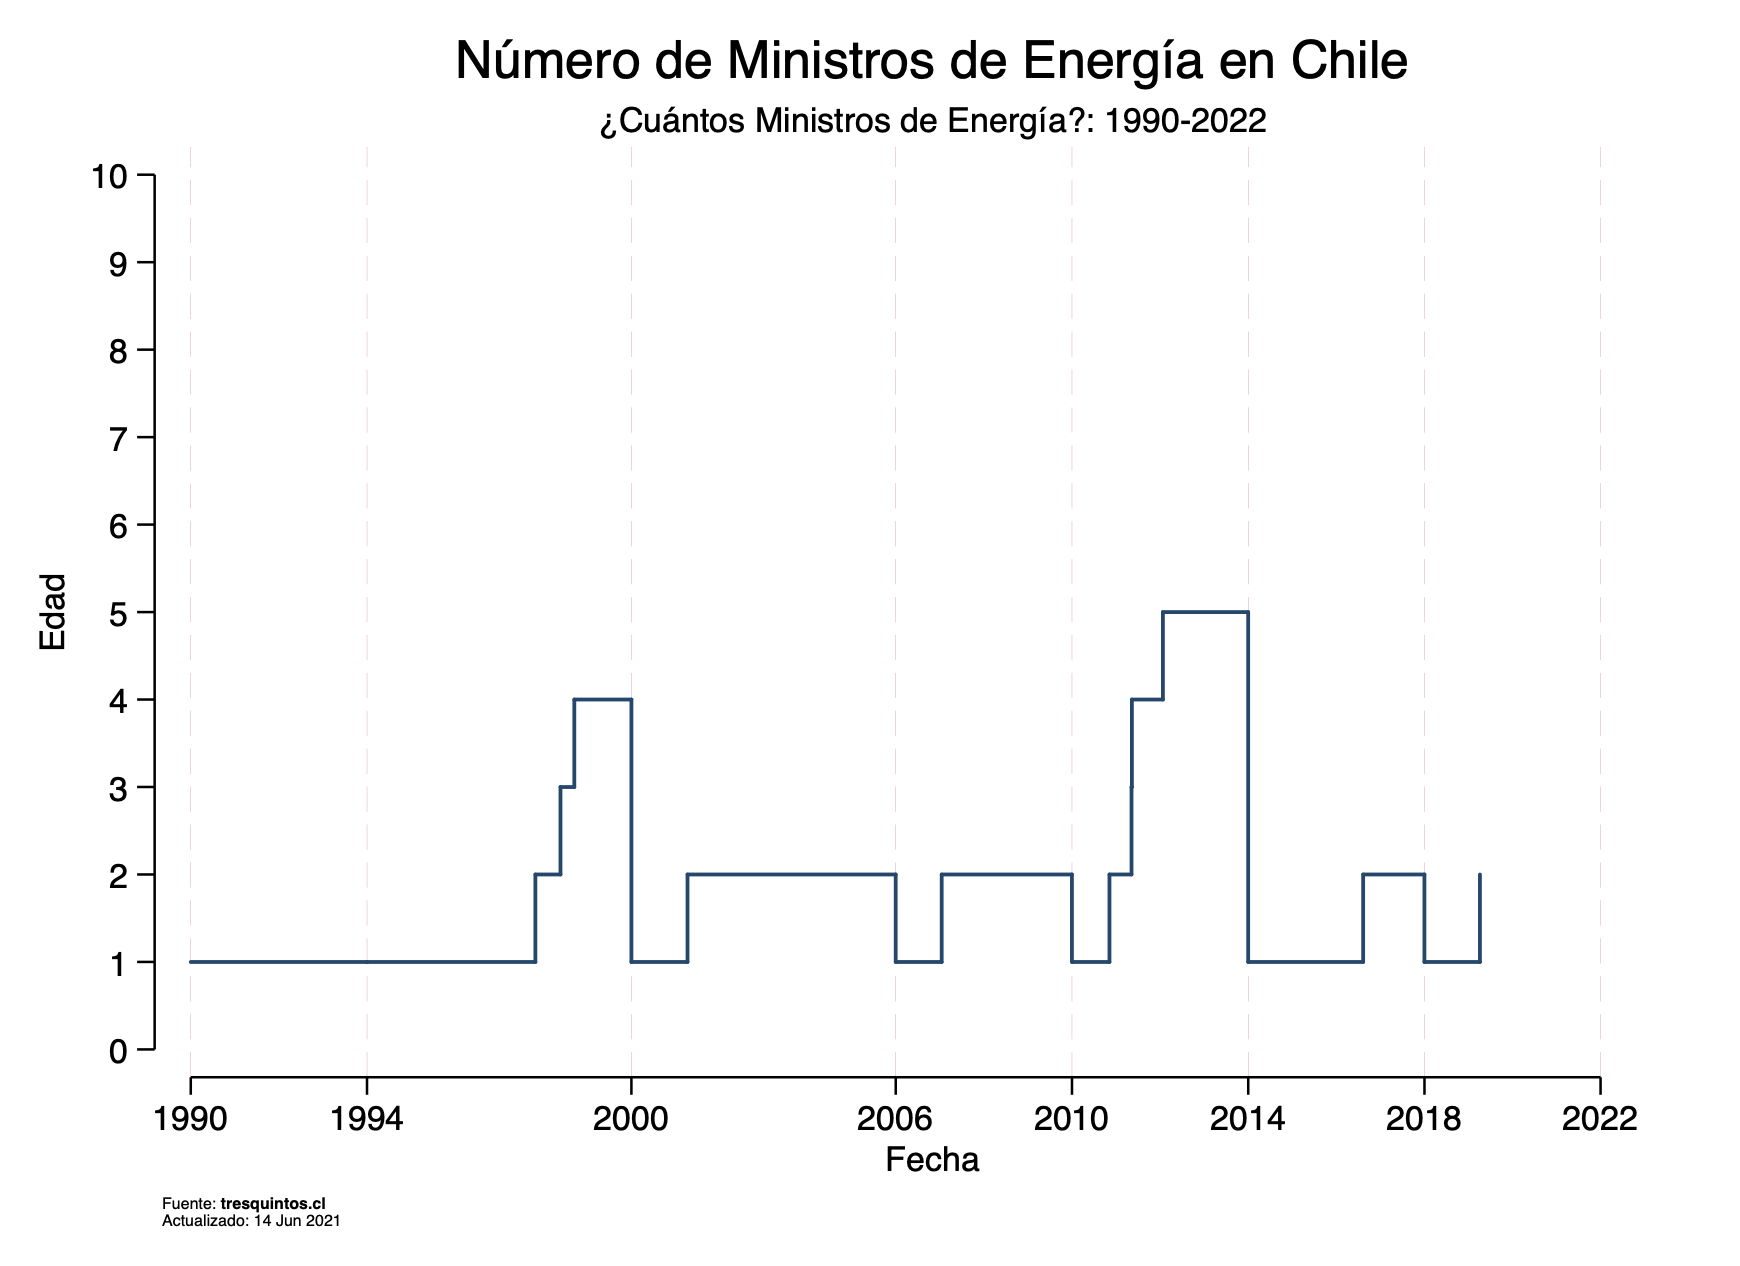 Número de Ministros de Energía en Chile
¿Cuántos Ministros de Energía?: 1990-2022
10
9
8
7
6
5
4
3
2
1
0
Edad
1990 1994 2000 2006 2010 2014 2018 2022
Fecha
Fuente: tresquintos.cl
Actualizado: 14 Jun 2021